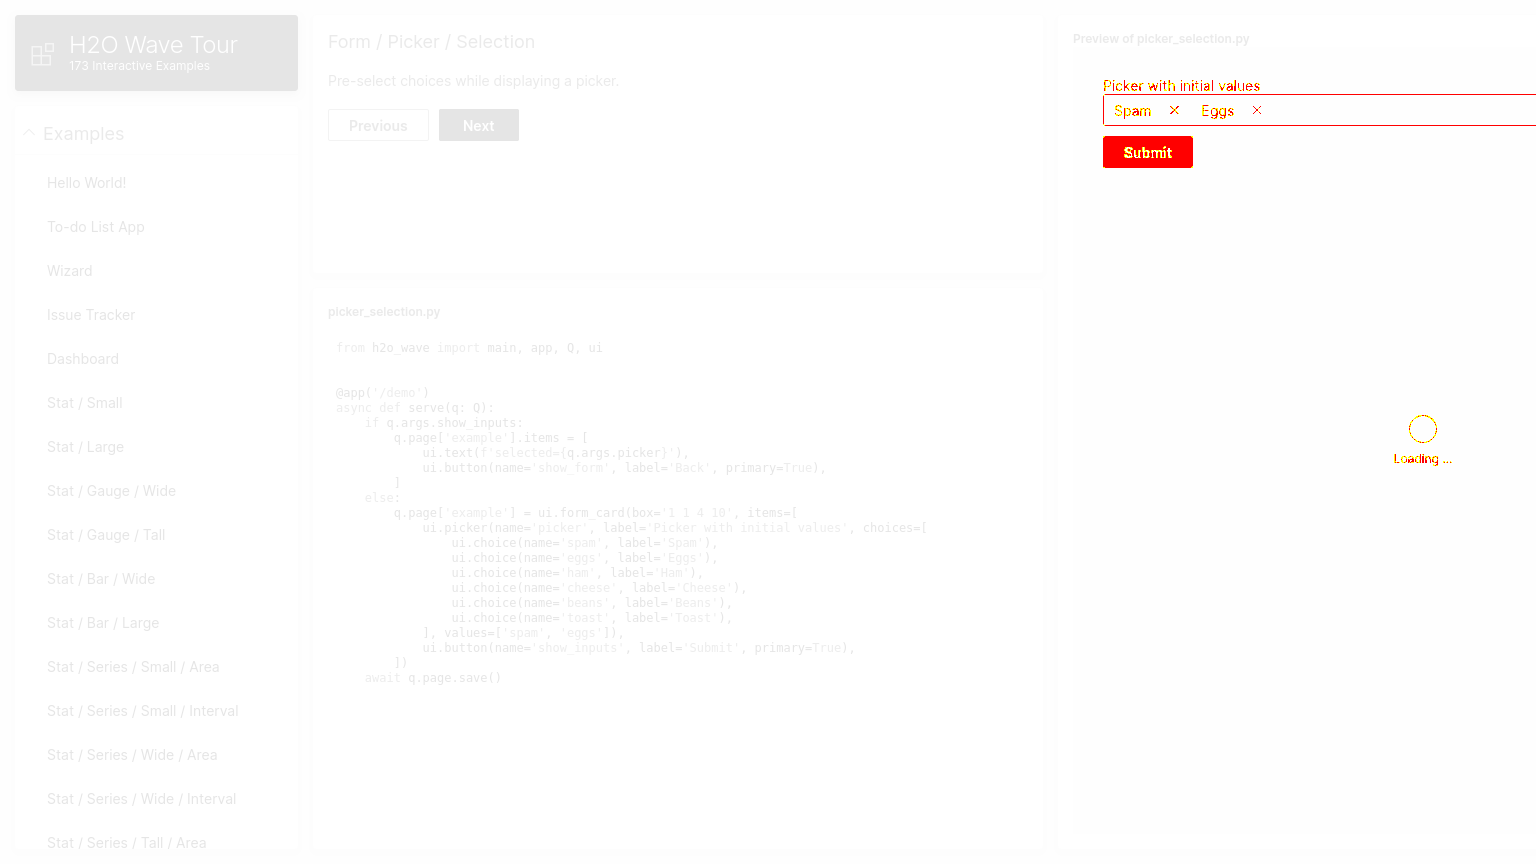 H2O Wave Tour
173 Interactive Examples
Examples
Hello World!
To-do List App
Wizard
Issue Tracker
Dashboard
Stat / Small
Stat / Large
Stat / Gauge / Wide
Stat / Gauge / Tall
Stat / Bar / Wide
Stat / Bar / Large
Stat / Series / Small / Area
Stat / Series / Small / Interval
Stat / Series / Wide / Area
Stat / Series / Wide / Interval
Stat / Series / Tall / Area
Form / Picker / Selection
Pre-select choices while displaying a picker.
Previous Next
picker_selection.py
from h2o_wave import main, app, Q, ui
@app('/demo')
async def serve(q: Q):
    if q.args.show_inputs:
        q.page['example'].items = [
            ui.text(f'selected={q.args.picker}'),
            ui.button(name='show_form', label='Back', primary=True),
        ]
    else:
        q.page['example'] = ui.form_card(box='1 1 4 10', items=[
            ui.picker(name='picker', label='Picker with initial values', choices=[
                ui.choice(name='spam', label='Spam'),
                ui.choice(name='eggs', label='Eggs'),
                ui.choice(name='ham', label='Ham'),
                ui.choice(name='cheese', label='Cheese'),
                ui.choice(name='beans', label='Beans'),
                ui.choice(name='toast', label='Toast'),
            ], values=['spam', 'eggs']),
            ui.button(name='show_inputs', label='Submit', primary=True),
        ])
    await q.page.save()
Preview of picker_selection.py
Picker with initial values
Spam Eggs
Submit
Loading ...